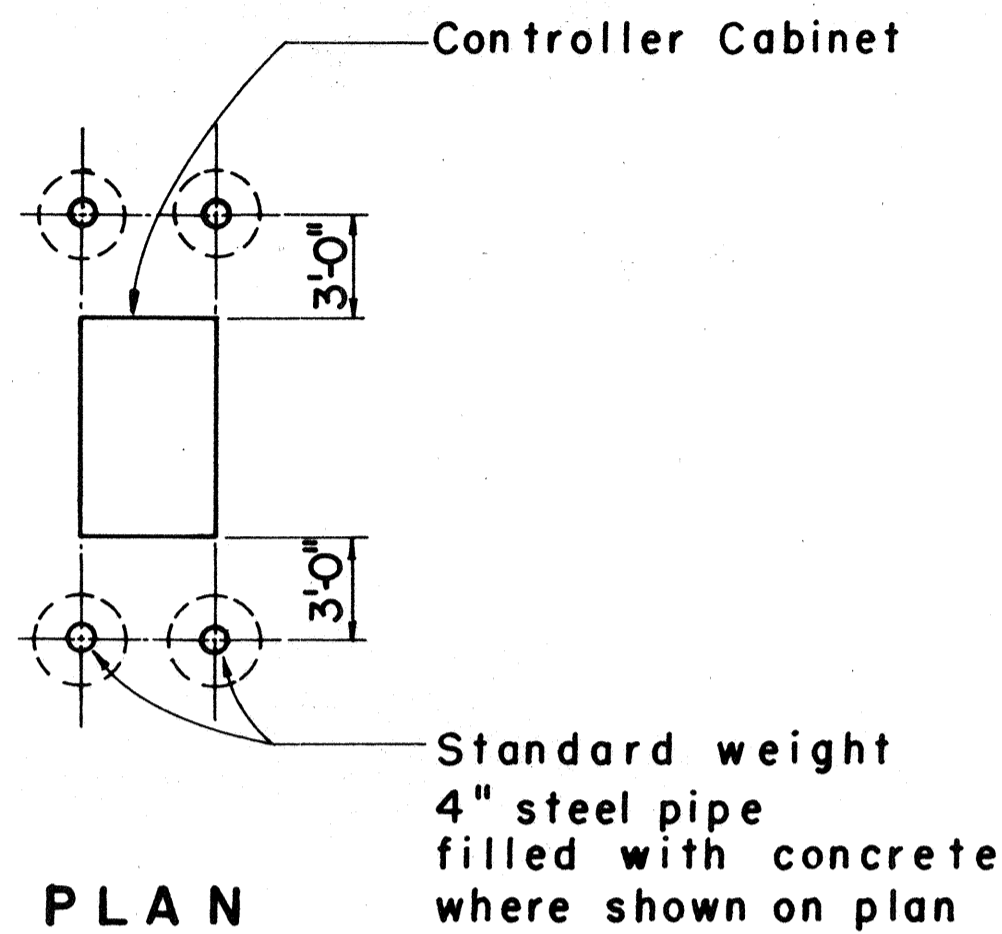 Controller Cabinet
3'-0"
3'-0"
Standard weight
4" steel pipe
filled with concrete
where shown on plan
PLAN